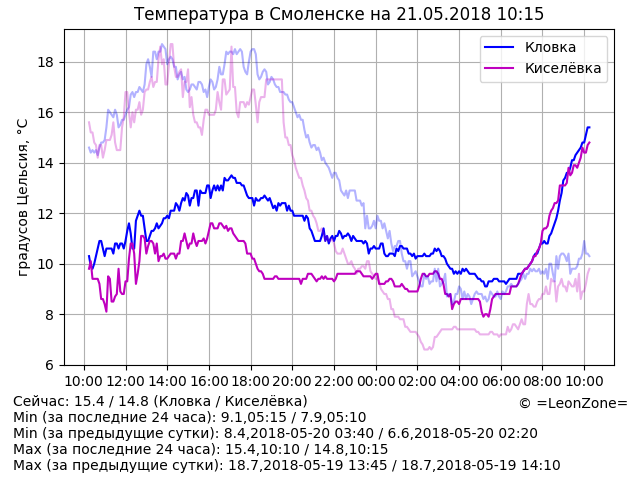 Температура в Смоленске на 21.05.2018 10:15
Кловка
Киселёвка
градусов Цельсия, °C
18
16
14
12
10
8
6
10:00 12:00 14:00 16:00 18:00 20:00 22:00 00:00 02:00 04:00 06:00 08:00 10:00
Сейчас: 15.4 / 14.8 (Кловка / Киселёвка)
© =LeonZone=
Min (за последние 24 часа): 9.1,05:15 / 7.9,05:10
Min (за предыдущие сутки): 8.4,2018-05-20 03:40 / 6.6,2018-05-20 02:20
Max (за последние 24 часа): 15.4,10:10 / 14.8,10:15
Max (за предыдущие сутки): 18.7,2018-05-19 13:45 / 18.7,2018-05-19 14:10